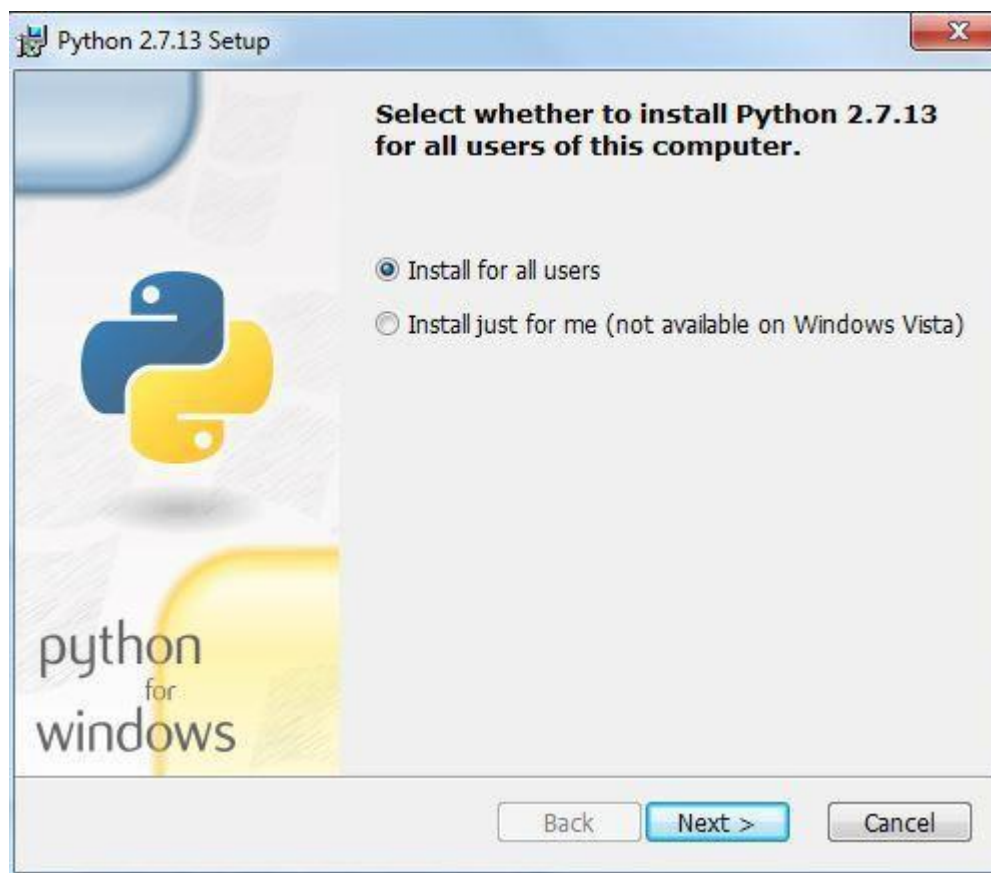 Python 2.7.13 Setup
Select whether to install Python 2.7.13
for all users of this computer.
Install for all users
Install just for me (not available on Windows Vista)
python
for
windows
Back
Next >
Cancel